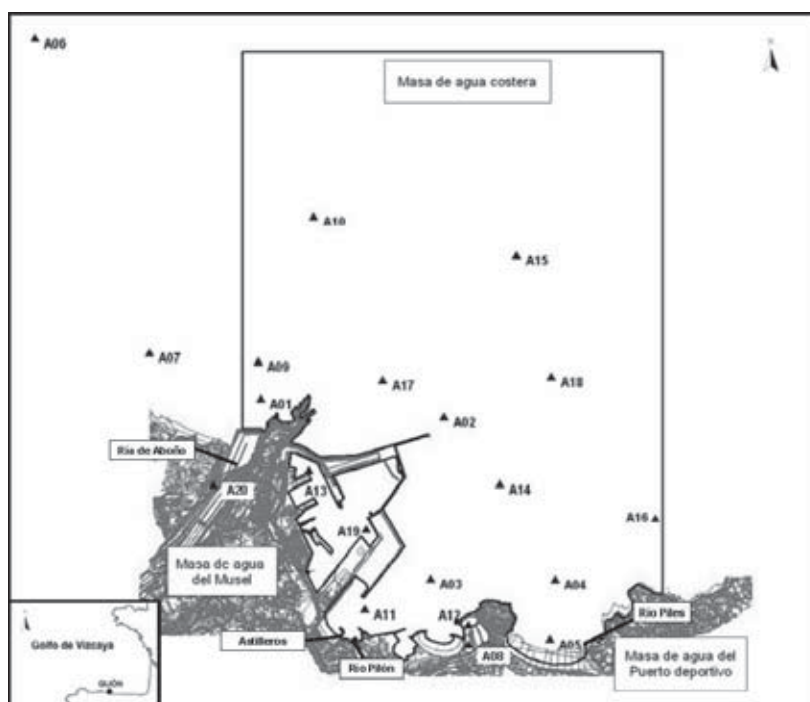 A06
Masa de agua costera
A10
A15
A07
A09
A17
A18
A01
A02
Ría de Aboño
A20
A13
A14
A16
A19
Masa de agua
del Musel
A03
A04
A11
A12
Río Piles
Astilleros
A05
Río Pilón
A08
Masa de agua del
Puerto deportivo
Golfo de Vizcaya
GIJÓN